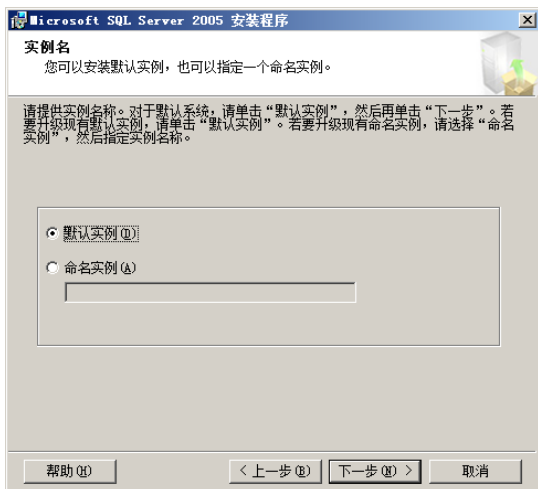 Microsoft SQL Server 2005 安装程序
实例名
您可以安装默认实例，也可以指定一个命名实例。
请提供实例名称。对于默认系统，请单击“默认实例”，然后再单击“下一步”。若
要升级现有默认实例，请单击“默认实例”。若要升级现有命名实例，请选择“命名
实例”，然后指定实例名称。
默认实例(D)
命名实例(A)
帮助(H)
< 上一步(B)
下一步(N) >
取消